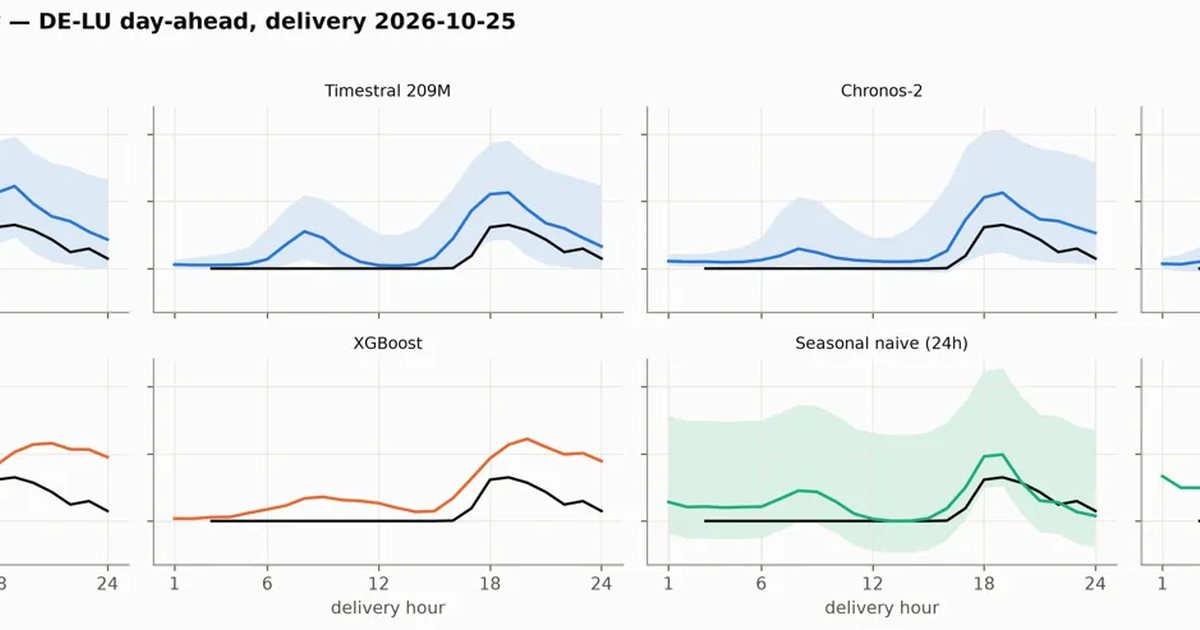 — DE-LU day-ahead, delivery 2026-10-25
Timestral 209M
Chronos-2
XGBoost
Seasonal naive (24h)
8 24 1 6 12 18 24 1 6 12 18 24 1
delivery hour
delivery hour